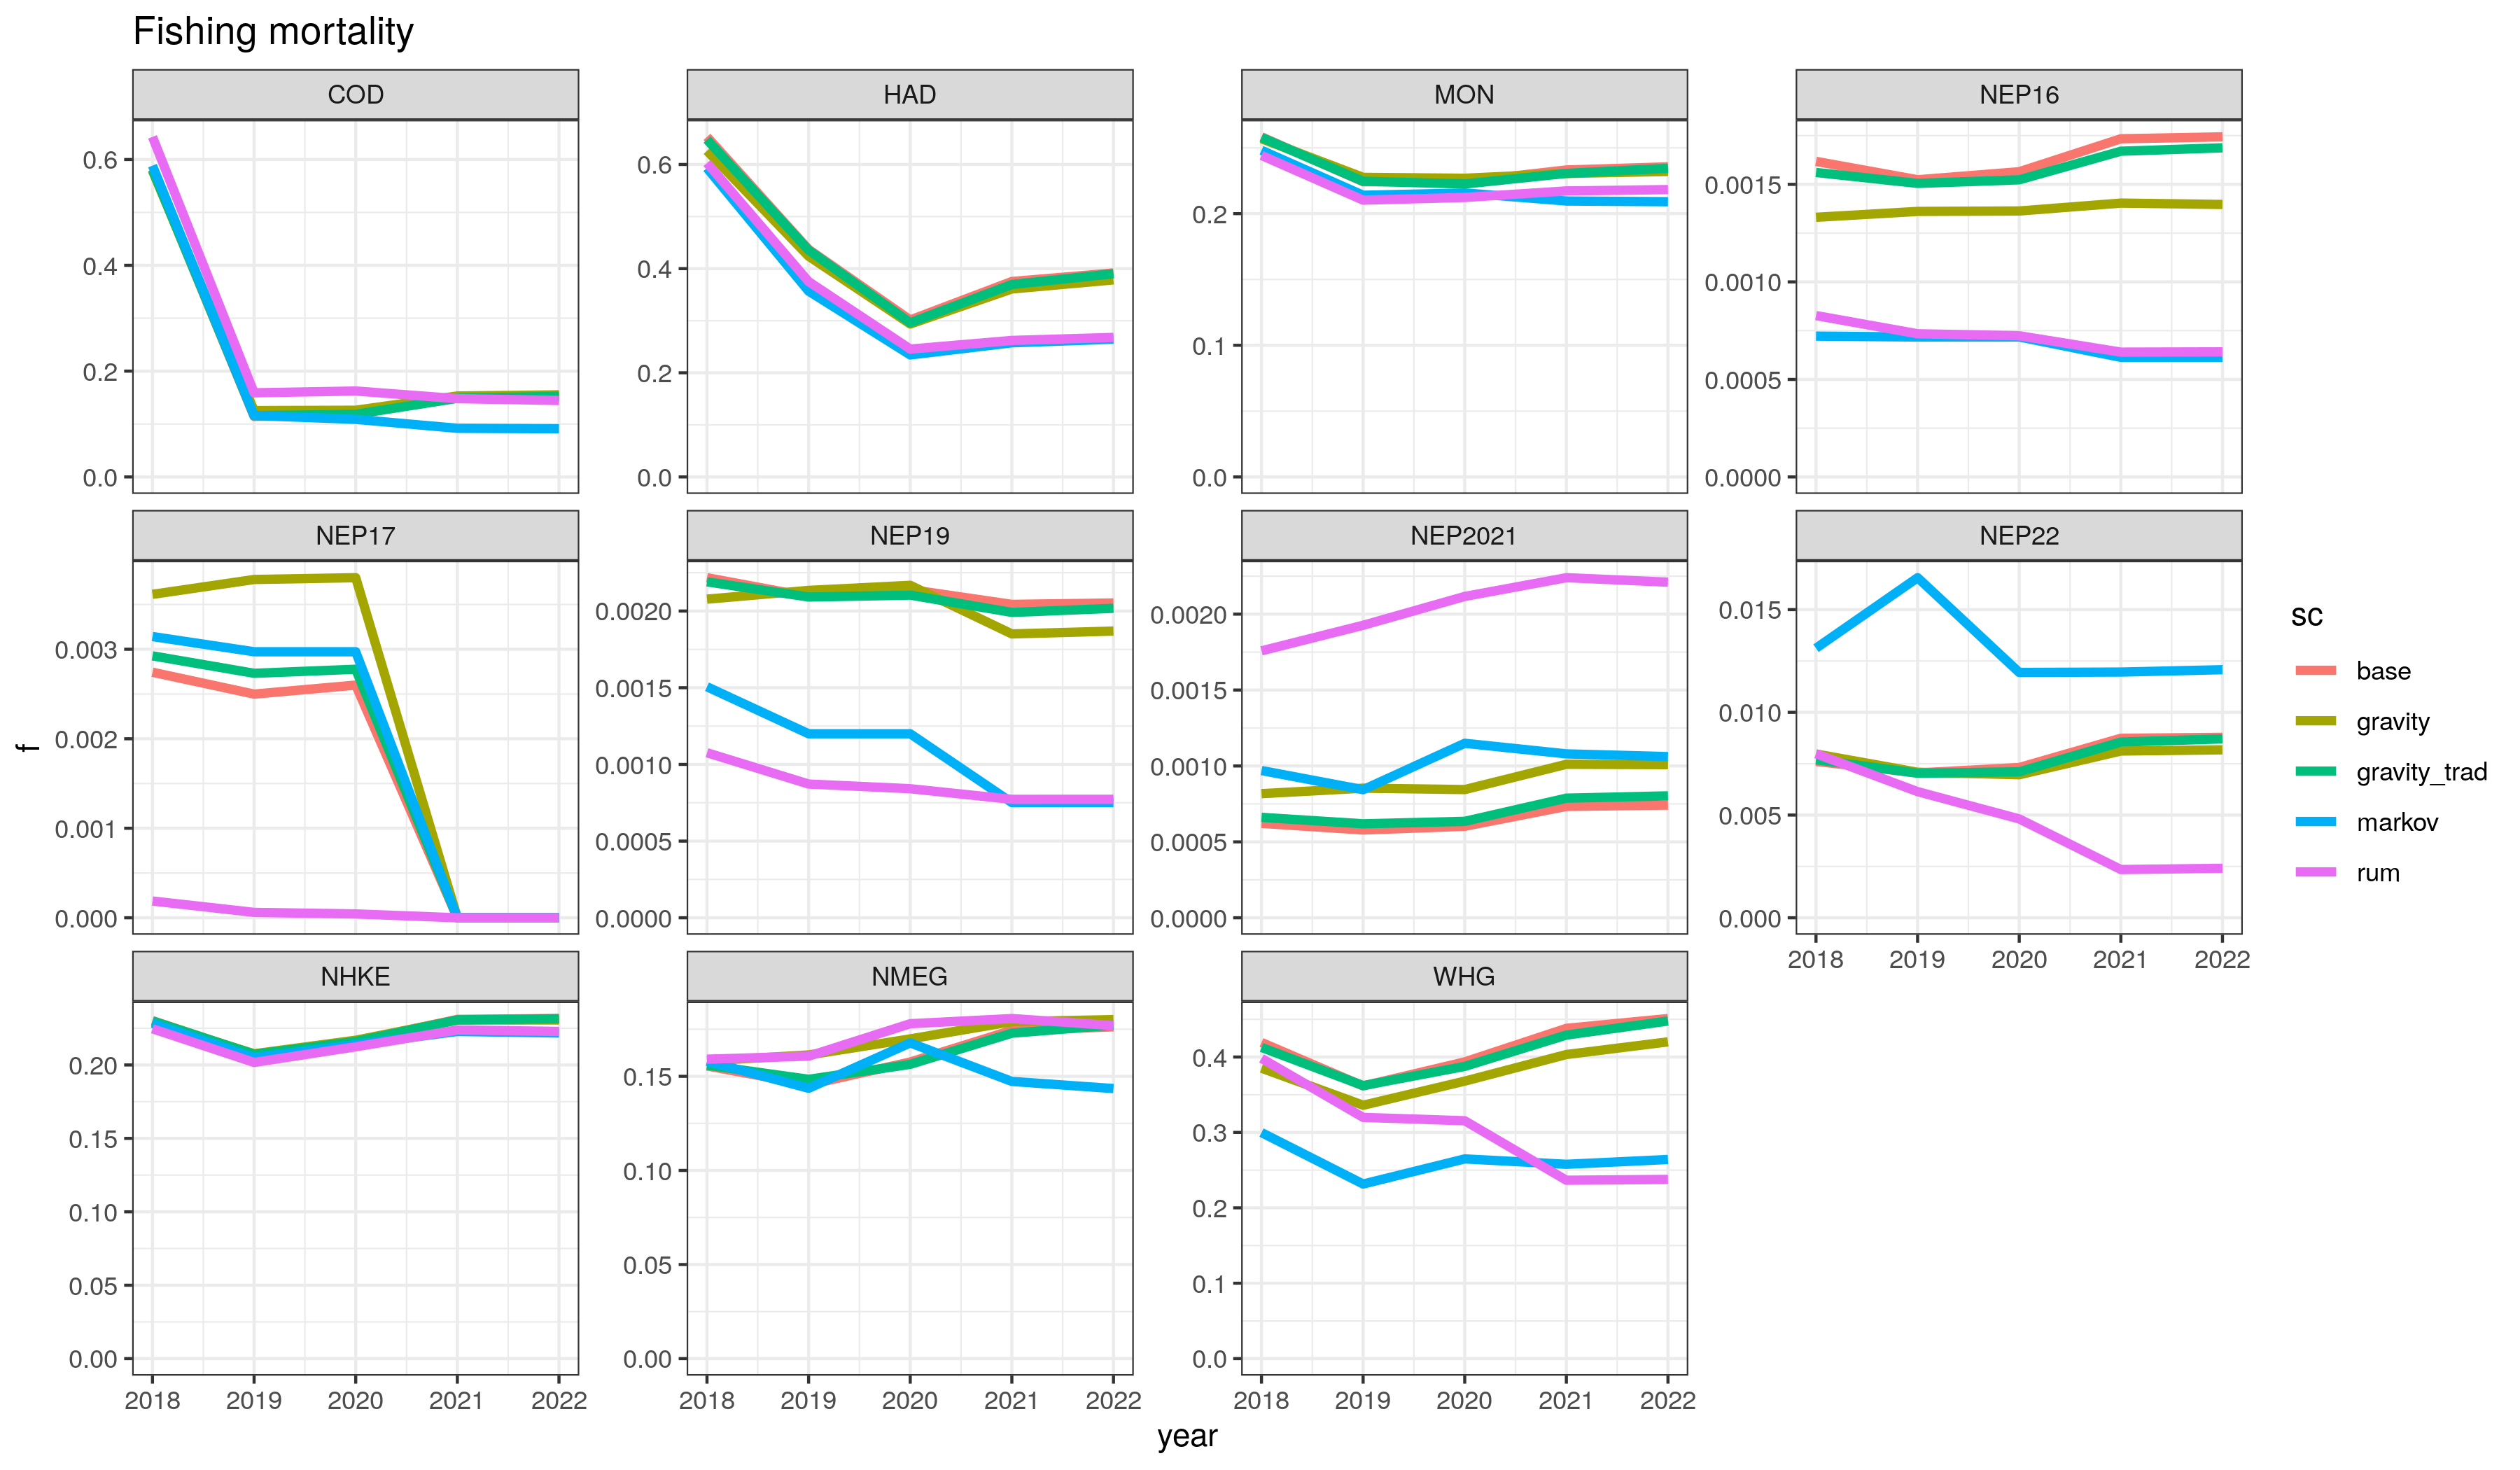 Fishing mortality
COD HAD MON NEP16
0.6 0.6 0.2 0.0015
0.4 0.4 0.1 0.0010
0.2 0.2 0.0 0.0005
0.0 0.0 0.0000
NEP17 NEP19 NEP2021 NEP22
0.003 0.0020 0.0020 0.015
0.002 0.0015 0.0015 0.010
0.001 0.0010 0.0010 0.005
0.000 0.0005 0.0005 0.000
0.0000 0.0000
2018 2019 2020 2021 2022
NHKE NMEG WHG
0.20 0.15 0.4
0.15 0.10 0.3
0.10 0.05 0.2
0.05 0.00 0.1
0.00 0.0
2018 2019 2020 2021 2022 2018 2019 2020 2021 2022 2018 2019 2020 2021 2022
year
f
sc
base
gravity
gravity_trad
markov
rum